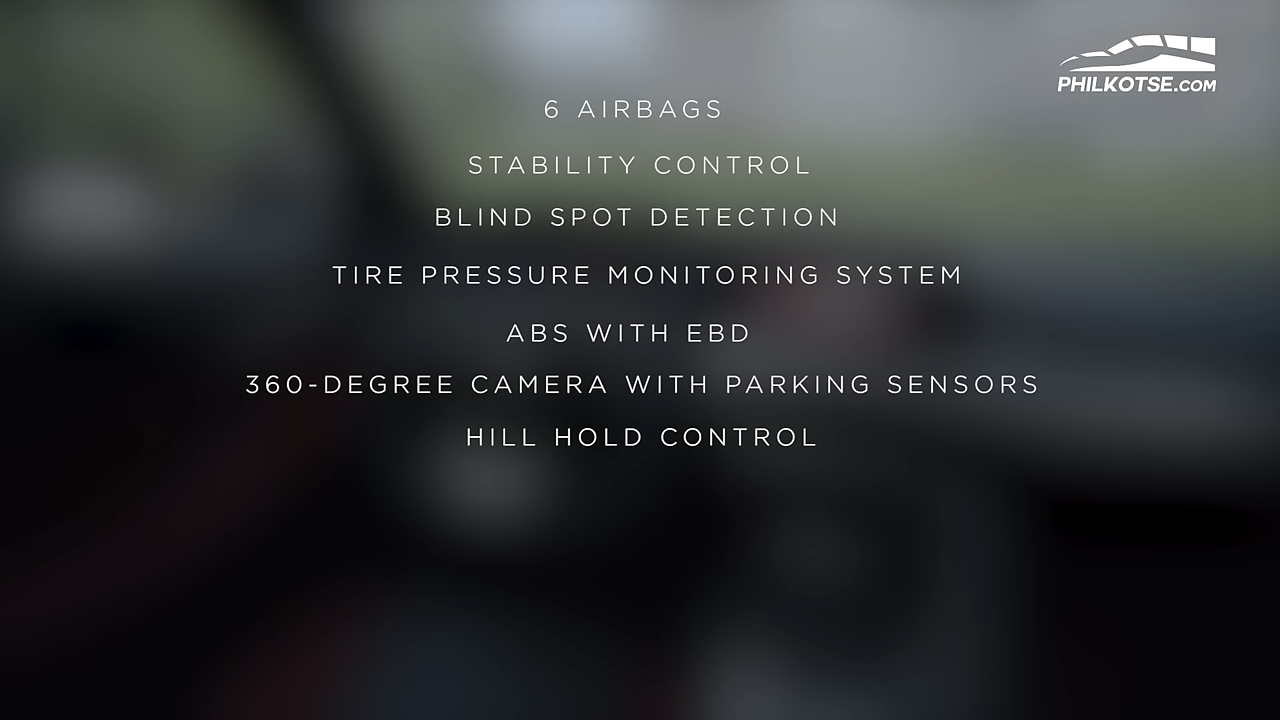 PHILKOTSE.COM
6 AIRBAGS
STABILITY CONTROL
BLIND SPOT DETECTION
TIRE PRESSURE MONITORING SYSTEM
ABS WITH EBD
360-DEGREE CAMERA WITH PARKING SENSORS
HILL HOLD CONTROL